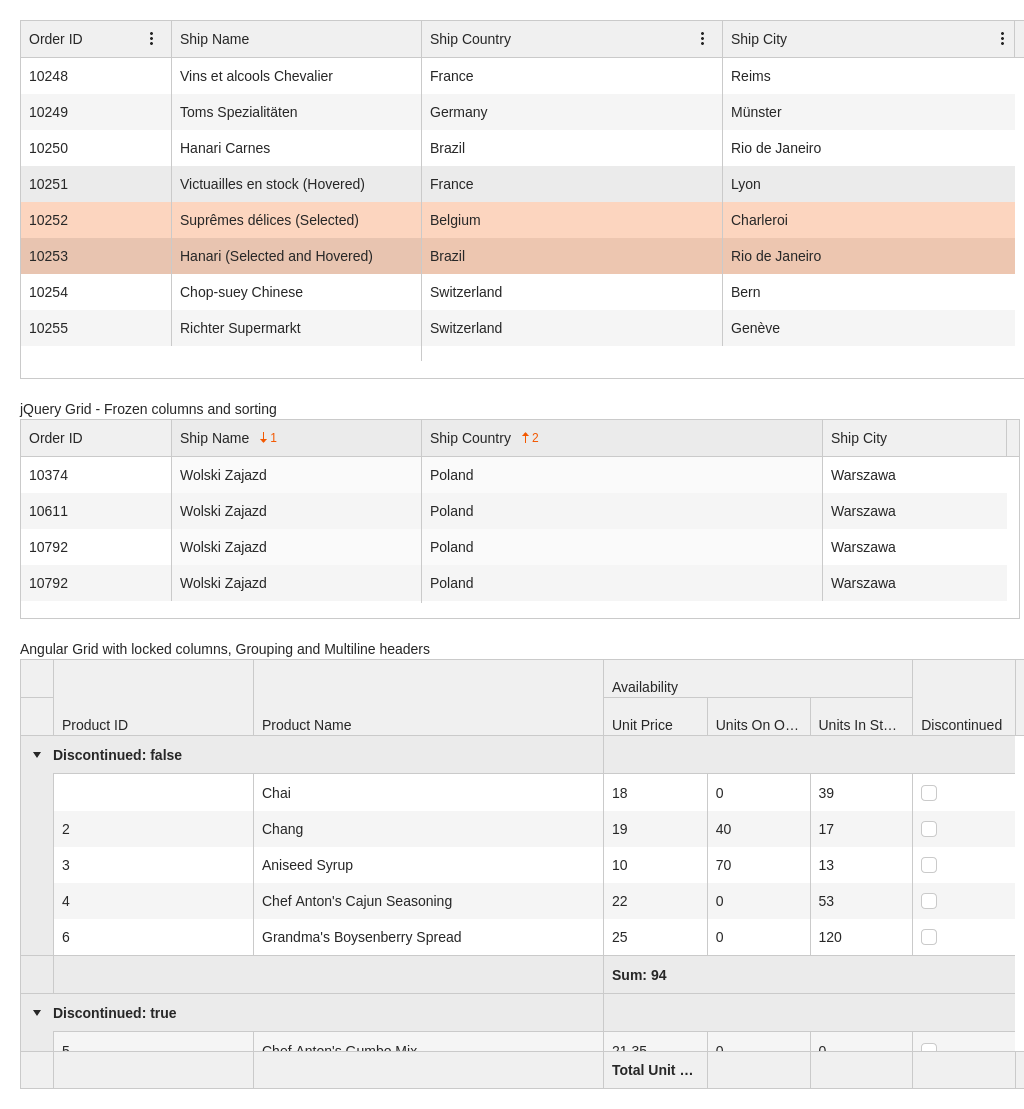 Order ID Ship Name Ship Country Ship City
10248 Vins et alcools Chevalier France Reims
10249 Toms Spezialitäten Germany Münster
10250 Hanari Carnes Brazil Rio de Janeiro
10251 Victuailles en stock (Hovered) France Lyon
10252 Suprêmes délices (Selected) Belgium Charleroi
10253 Hanari (Selected and Hovered) Brazil Rio de Janeiro
10254 Chop-suey Chinese Switzerland Bern
10255 Richter Supermarkt Switzerland Genève
jQuery Grid - Frozen columns and sorting
Order ID Ship Name 1 Ship Country 2 Ship City
10374 Wolski Zajazd Poland Warszawa
10611 Wolski Zajazd Poland Warszawa
10792 Wolski Zajazd Poland Warszawa
10792 Wolski Zajazd Poland Warszawa
Angular Grid with locked columns, Grouping and Multiline headers
Availability
Product ID Product Name Unit Price Units On O… Units In St… Discontinued
Discontinued: false
Chai 18 0 39
2 Chang 19 40 17
3 Aniseed Syrup 10 70 13
4 Chef Anton's Cajun Seasoning 22 0 53
6 Grandma's Boysenberry Spread 25 0 120
Sum: 94
Discontinued: true
5 Chef Anton's Gumbo Mix 21.35 0 0
Total Unit …